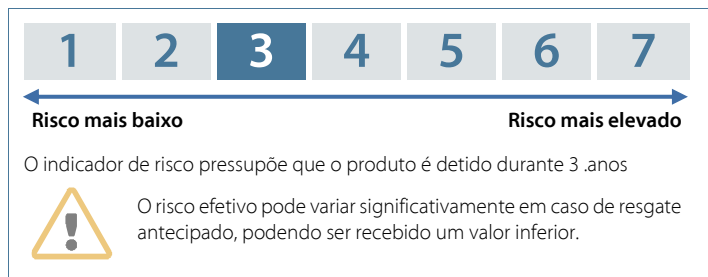 1 2 3 4 5 6 7
Risco mais baixo Risco mais elevado
O indicador de risco pressupõe que o produto é detido durante 3 .anos
O risco efetivo pode variar significativamente em caso de resgate
antecipado, podendo ser recebido um valor inferior.